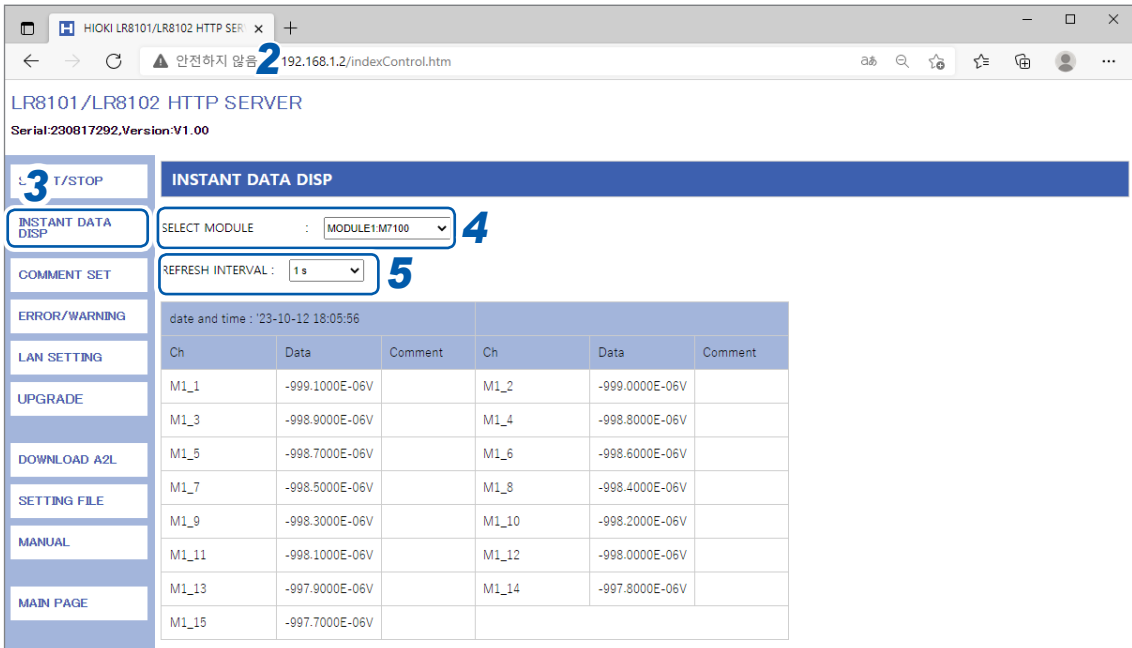 HIOKI LR8101/LR8102 HTTP SER
안전하지 않음 2 192.168.1.2/indexControl.htm
LR8101/LR8102 HTTP SERVER
Serial:230817292,Version:V1.00
3 T/STOP
INSTANT DATA DISP
INSTANT DATA
DISP
SELECT MODULE : MODULE1:M7100 4
REFRESH INTERVAL : 1 s 5
COMMENT SET
ERROR/WARNING
LAN SETTING
UPGRADE
DOWNLOAD A2L
SETTING FILE
MANUAL
MAIN PAGE
date and time : '23-10-12 18:05:56
Ch Data Comment Ch Data Comment
M1_1 -999.1000E-06V M1_2 -999.0000E-06V
M1_3 -998.9000E-06V M1_4 -998.8000E-06V
M1_5 -998.7000E-06V M1_6 -998.6000E-06V
M1_7 -998.5000E-06V M1_8 -998.4000E-06V
M1_9 -998.3000E-06V M1_10 -998.2000E-06V
M1_11 -998.1000E-06V M1_12 -998.0000E-06V
M1_13 -997.9000E-06V M1_14 -997.8000E-06V
M1_15 -997.7000E-06V